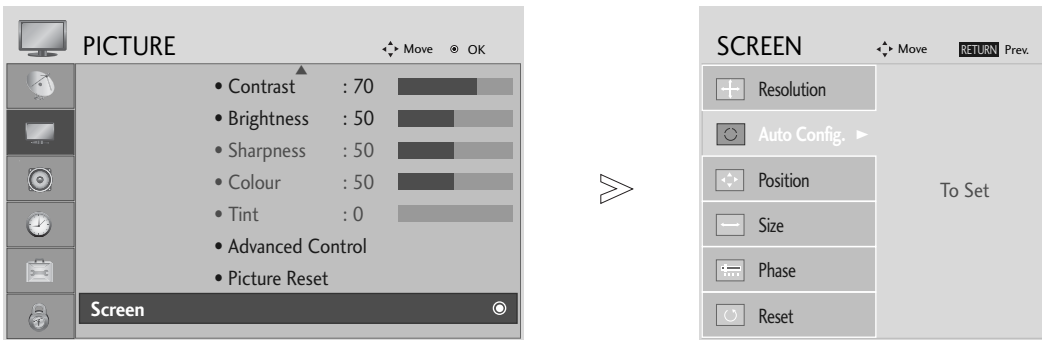 PICTURE
Move ◉ OK
• Contrast : 70
• Brightness : 50
• Sharpness : 50
• Colour : 50
• Tint : 0
• Advanced Control
• Picture Reset
Screen ◉
SCREEN
Move RETURN Prev.
Resolution
Auto Config. ►
Position
Size
Phase
Reset
To Set